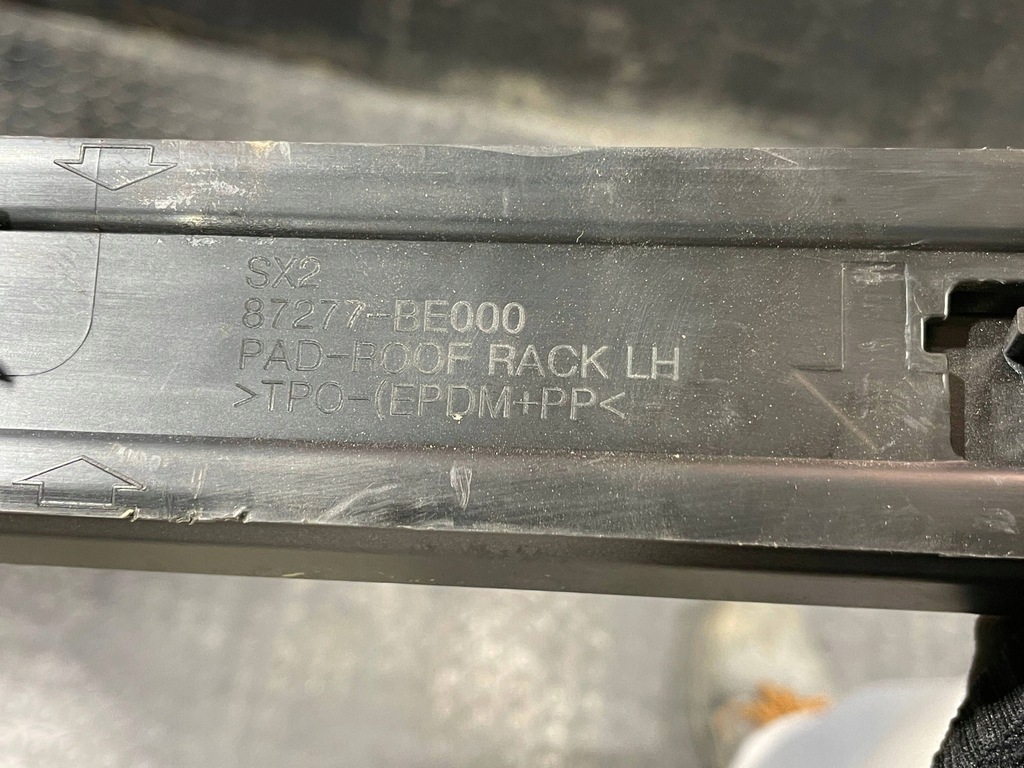 SX2
87277-BE000
PAD-ROOF RACK LH
>TPO-(EPDM+PP<